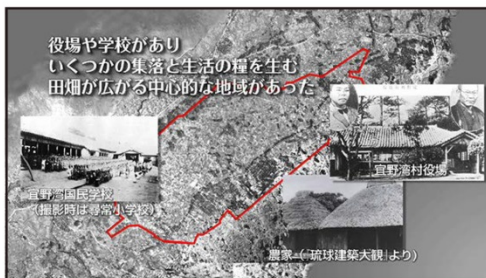 役場や学校があり
いくつかの集落と生活の糧を生む
田畑が広がる中心的な地域があった
宜野湾国民学校
（撮影時は尋常小学校）
宜野湾村役場
農家（「琉球建築大観」より）